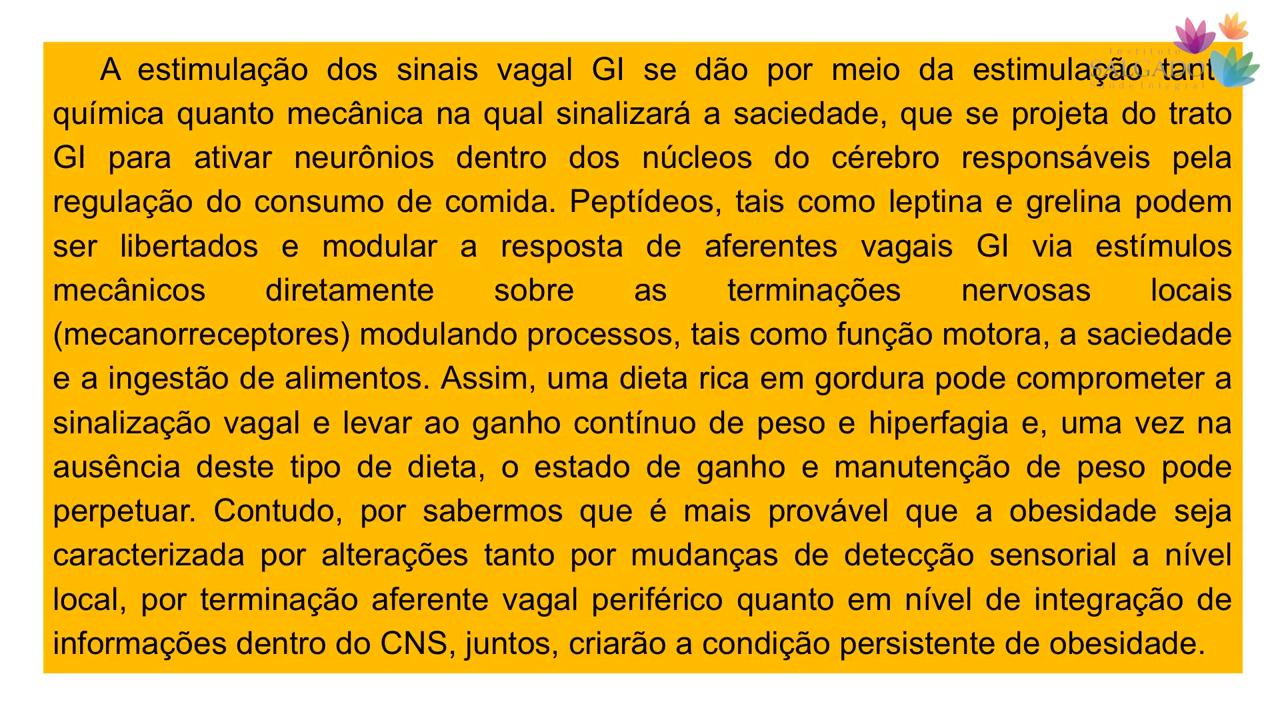 A estimulação dos sinais vagal GI se dão por meio da estimulação tant
química quanto mecânica na qual sinalizará a saciedade, que se projeta do trato
GI para ativar neurônios dentro dos núcleos do cérebro responsáveis pela
regulação do consumo de comida. Peptídeos, tais como leptina e grelina podem
ser libertados e modular a resposta de aferentes vagais GI via estímulos
mecânicos diretamente sobre as terminações nervosas locais
(mecanorreceptores) modulando processos, tais como função motora, a saciedade
e a ingestão de alimentos. Assim, uma dieta rica em gordura pode comprometer a
sinalização vagal e levar ao ganho contínuo de peso e hiperfagia e, uma vez na
ausência deste tipo de dieta, o estado de ganho e manutenção de peso pode
perpetuar. Contudo, por sabermos que é mais provável que a obesidade seja
caracterizada por alterações tanto por mudanças de detecção sensorial a nível
local, por terminação aferente vagal periférico quanto em nível de integração de
informações dentro do CNS, juntos, criarão a condição persistente de obesidade.
Instituto
SALGADO
Saúde Integral